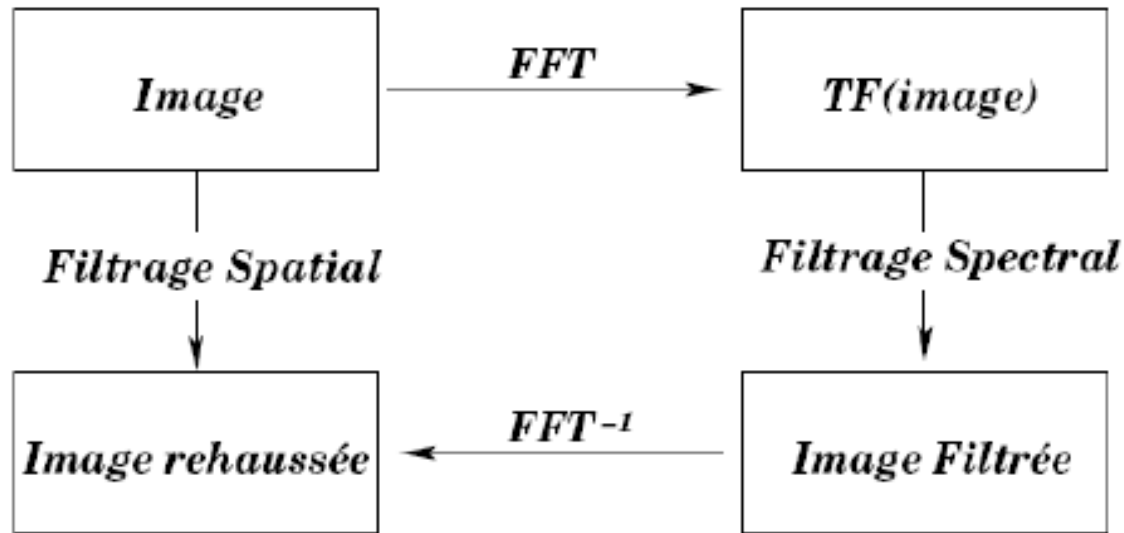 Image
FFT
TF(image)
Filtrage Spatial
Filtrage Spectral
Image rehaussée
FFT⁻¹
Image Filtrée